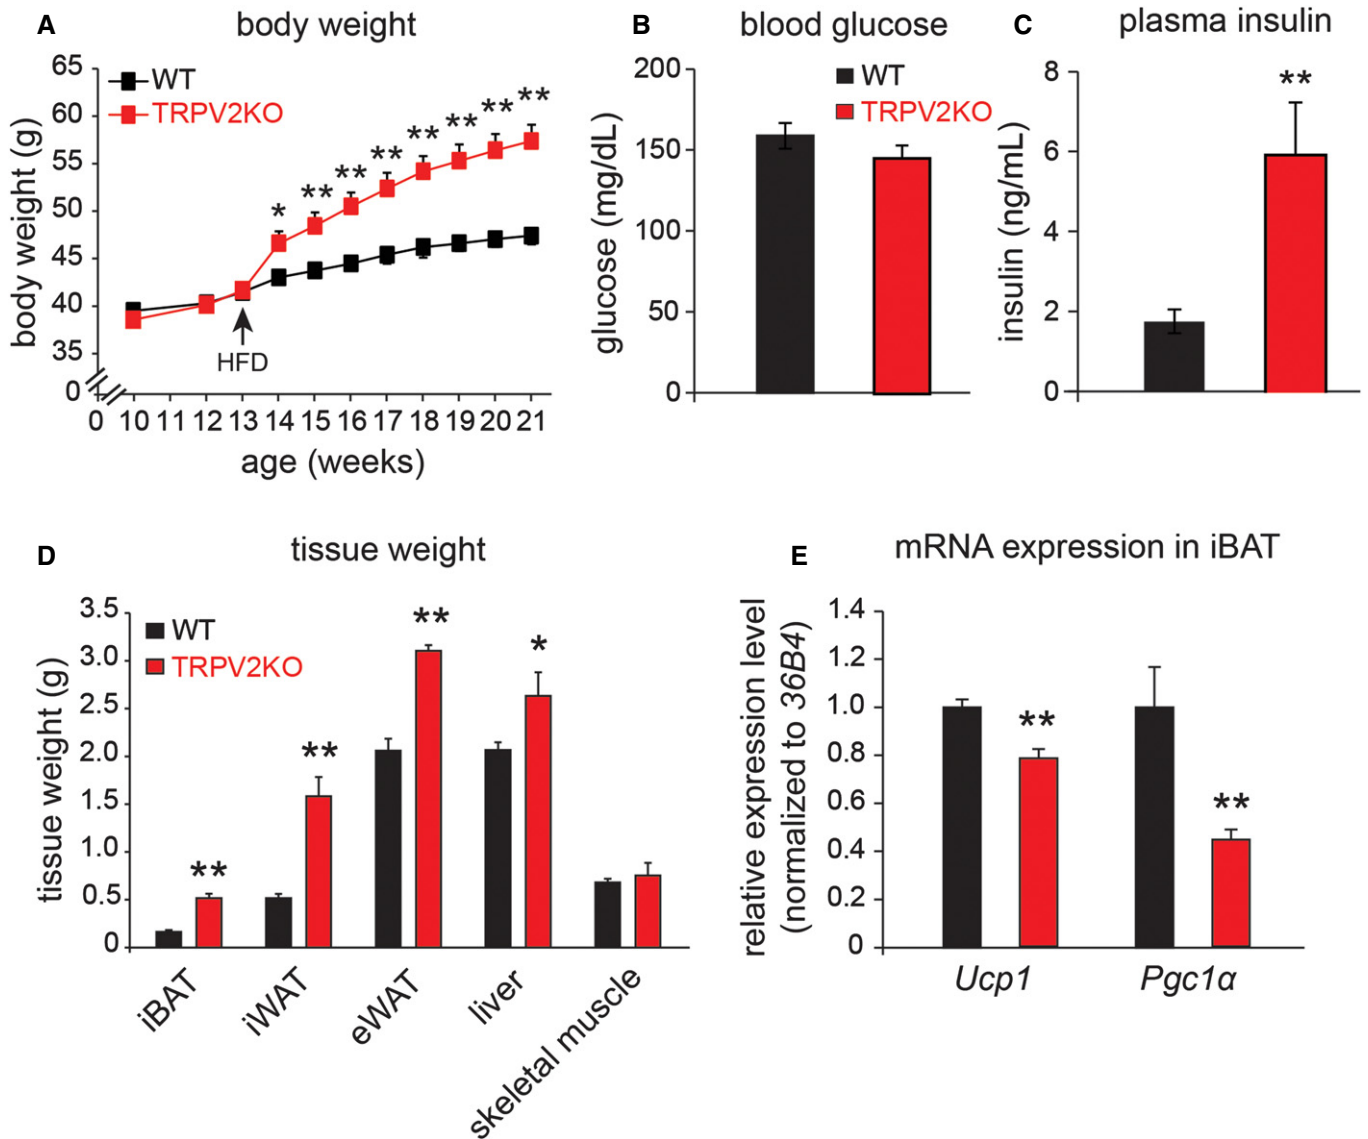 A
body weight
WT
TRPV2KO
body weight (g)
65
60
55
50
45
40
35
0
* ** ** ** ** ** ** **
HFD
0 10 11 12 13 14 15 16 17 18 19 20 21
age (weeks)
B
blood glucose
WT
TRPV2KO
glucose (mg/dL)
200
150
100
50
0
C
plasma insulin
insulin (ng/mL)
8
6
4
2
0
**
D
tissue weight
WT
TRPV2KO
tissue weight (g)
3.5
3.0
2.5
2.0
1.5
1.0
0.5
0
** ** ** *
iBAT
iWAT
eWAT
liver
skeletal muscle
E
mRNA expression in iBAT
relative expression level
(normalized to 36B4)
1.4
1.2
1.0
0.8
0.6
0.4
0.2
0
** **
Ucp1
Pgc1α